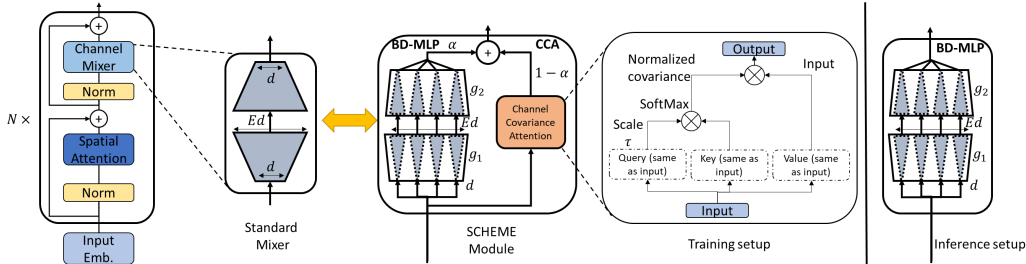 N ×
Channel
Mixer
Norm
Spatial
Attention
Norm
Input
Emb.
d
Ed
d
Standard
Mixer
BD-MLP
α
CCA
1 − α
g2
Ed
g1
d
Channel
Covariance
Attention
SCHEME
Module
Output
Normalized
covariance
Input
SoftMax
Scale
τ
Query (same
as input)
Key (same as
input)
Value (same
as input)
Input
Training setup
BD-MLP
g2
Ed
g1
d
Inference setup